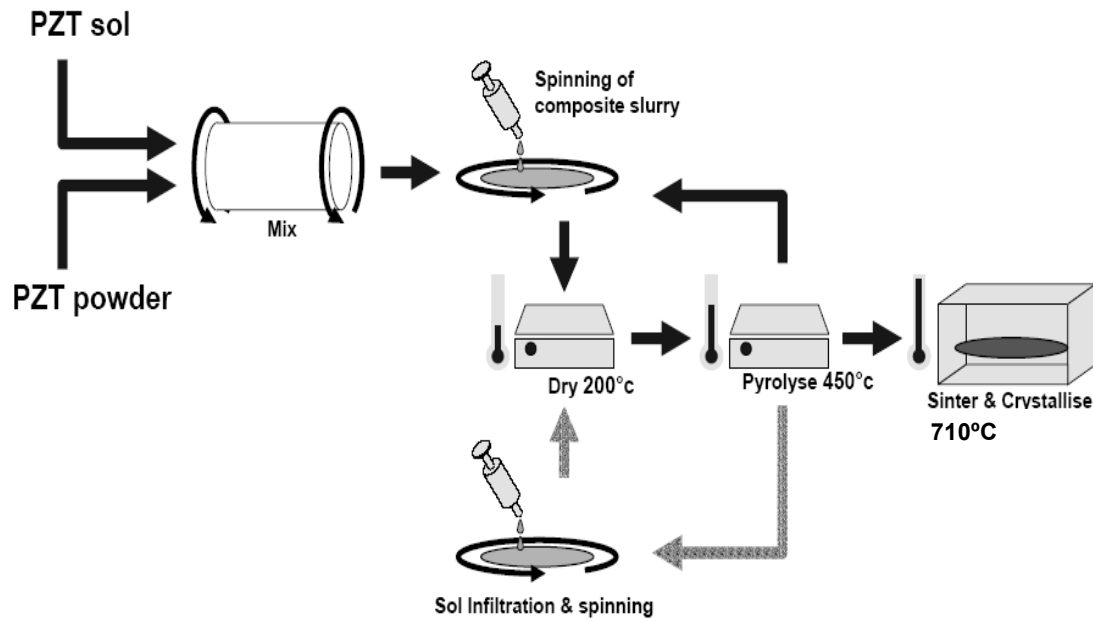 PZT sol
Spinning of
composite slurry
Mix
PZT powder
Dry 200°c
Pyrolyse 450°c
Sinter & Crystallise
710ºC
Sol Infiltration & spinning